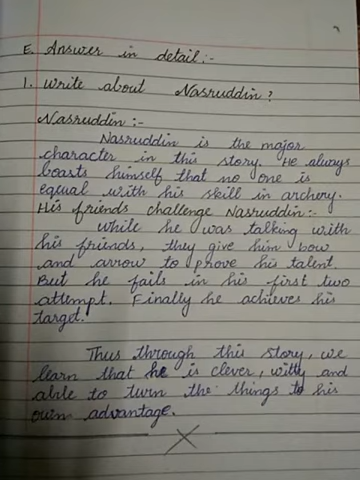 E. Answer in detail:-
1. Write about Nasruddin?
Nasruddin :-
Nasruddin is the major
character in this story. He always
boasts himself that no one is
equal with his skill in archery.
His friends challenge Nasruddin:-
While he was talking with
his friends, they give him bow
and arrow to prove his talent.
But he fails in his first two
attempt. Finally he achieves his
target.
Thus through this story, we
learn that he is clever, witty and
able to turn the things to his
own advantage.